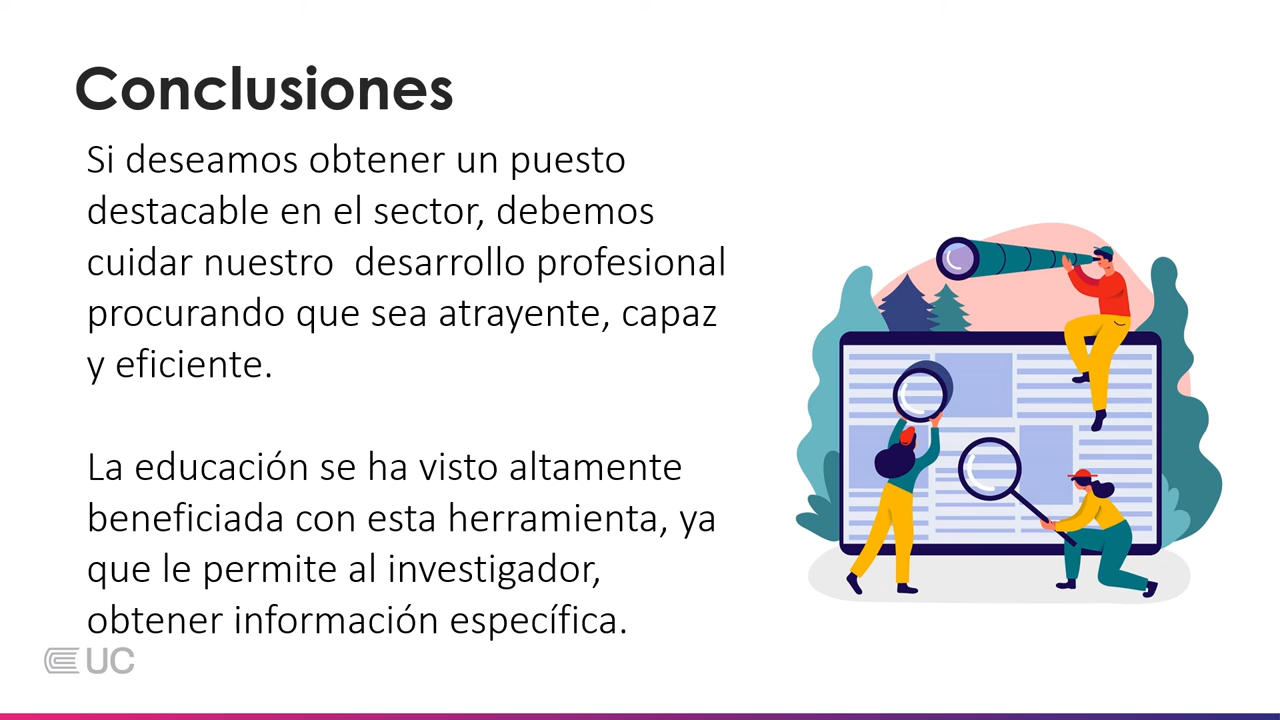 Conclusiones
Si deseamos obtener un puesto
destacable en el sector, debemos
cuidar nuestro  desarrollo profesional
procurando que sea atrayente, capaz
y eficiente.
La educación se ha visto altamente
beneficiada con esta herramienta, ya
que le permite al investigador,
obtener información específica.
UC